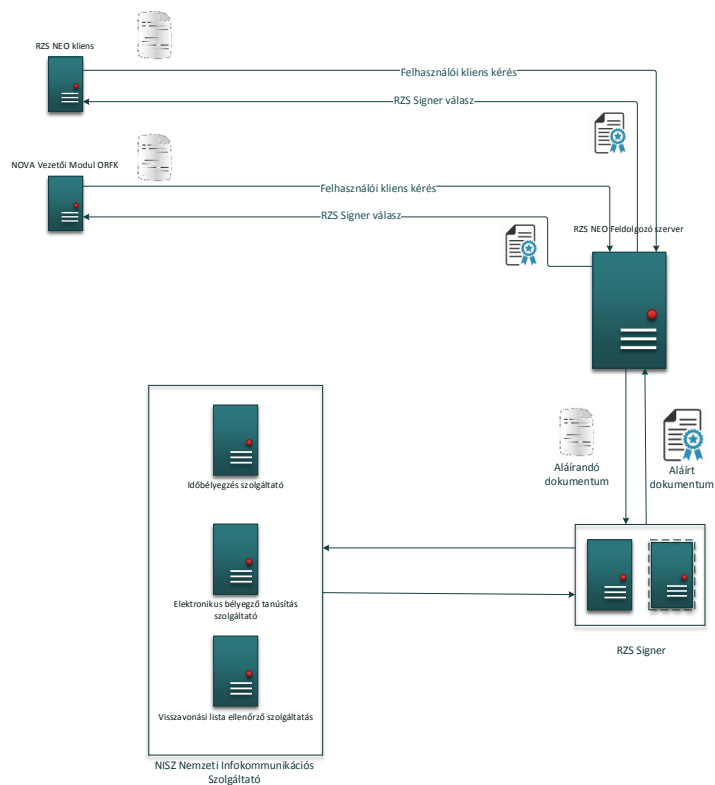 RZS NEO kliens
Felhasználói kliens kérés
RZS Signer válasz
NOVA Vezetői Modul ORFK
Felhasználói kliens kérés
RZS Signer válasz
RZS NEO Feldolgozó szerver
Aláírandó
dokumentum
Aláírt
dokumentum
Időbélyegzés szolgáltató
Elektronikus bélyegző tanúsítás
szolgáltató
Visszavonási lista ellenőrző szolgáltatás
RZS Signer
NISZ Nemzeti Infokommunikációs
Szolgáltató